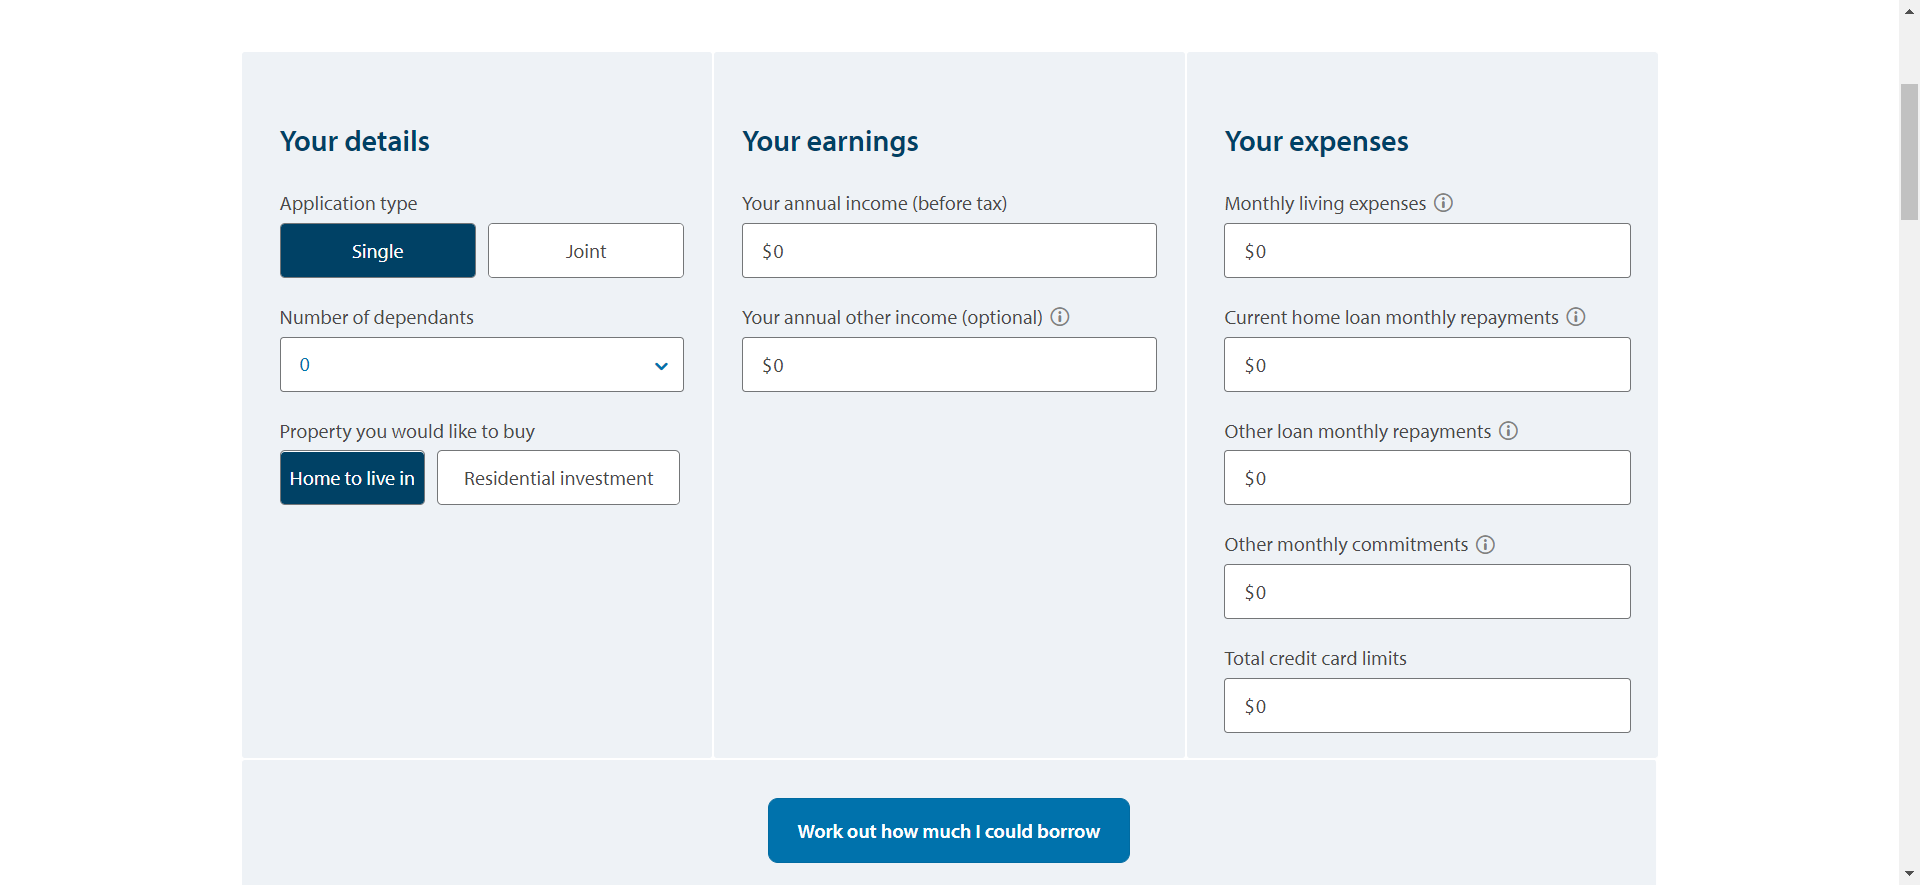 Your details
Application type
Single
Joint
Number of dependants
0
Property you would like to buy
Home to live in
Residential investment
Your earnings
Your annual income (before tax)
$0
Your annual other income (optional)
$0
Your expenses
Monthly living expenses
$0
Current home loan monthly repayments
$0
Other loan monthly repayments
$0
Other monthly commitments
$0
Total credit card limits
$0
Work out how much I could borrow